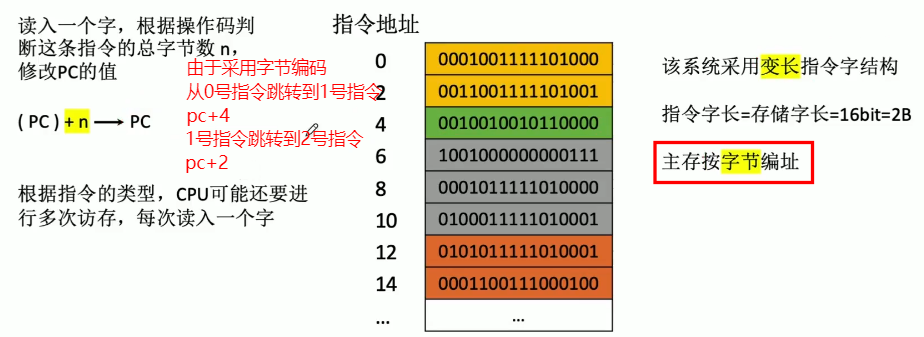 读入一个字，根据操作码判
断这条指令的总字节数 n，
修改PC的值
由于采用字节编码
从0号指令跳转到1号指令
pc+4
1号指令跳转到2号指令
pc+2
( PC ) + n → PC
根据指令的类型，CPU可能还要进
行多次访存，每次读入一个字
指令地址
0 0001001111101000
2 0011001111101001
4 0010010010110000
6 1001000000000111
8 0001011111010000
10 0100011111010001
12 0101011111010001
14 0001100111000100
... ...
该系统采用变长指令字结构
指令字长=存储字长=16bit=2B
主存按字节编址